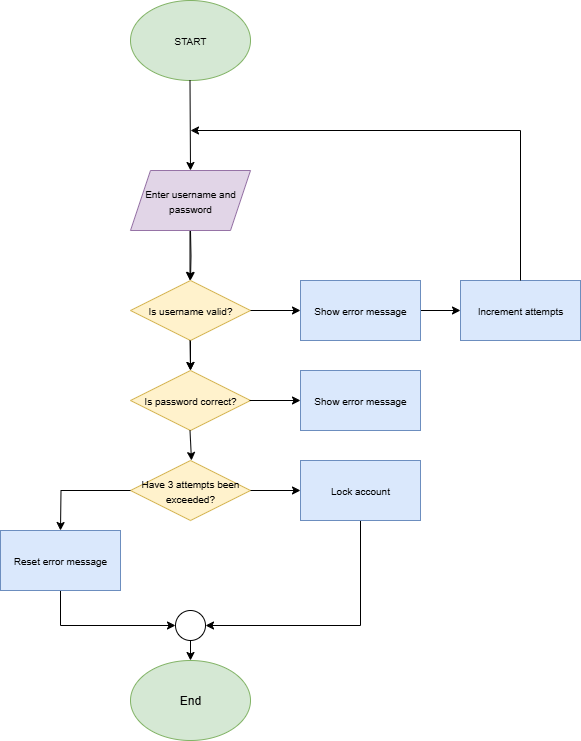 START
Enter username and
password
Is username valid?
Show error message
Increment attempts
Is password correct?
Show error message
Have 3 attempts been
exceeded?
Lock account
Reset error message
End